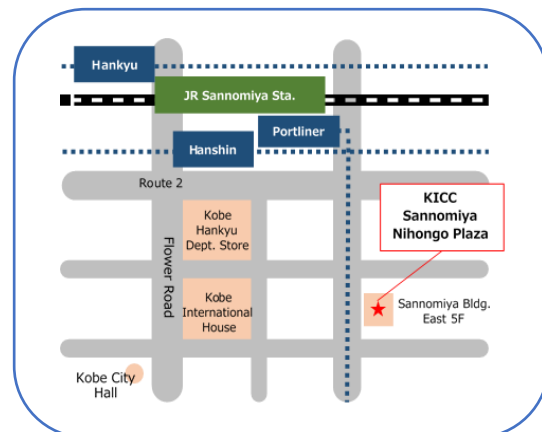 Hankyu
JR Sannomiya Sta.
Portliner
Hanshin
Route 2
KICC
Sannomiya
Nihongo Plaza
Kobe
Hankyu
Dept. Store
Flower Road
Kobe
International
House
Sannomiya Bldg.
East 5F
Kobe City
Hall